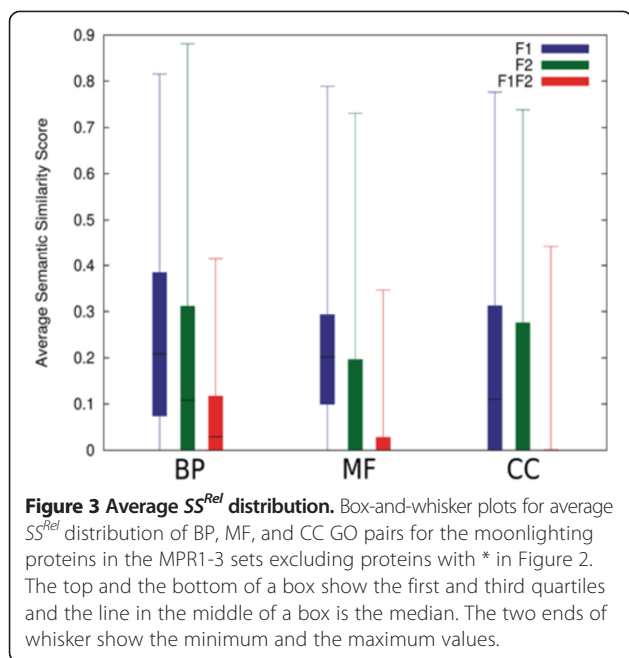 0.9
F1
F2
F1F2
0.8
0.7
0.6
0.5
0.4
0.3
0.2
0.1
0
Average Semantic Similarity Score
BP MF CC
Figure 3 Average SS^Rel distribution. Box-and-whisker plots for average
SS^Rel distribution of BP, MF, and CC GO pairs for the moonlighting
proteins in the MPR1-3 sets excluding proteins with * in Figure 2.
The top and the bottom of a box show the first and third quartiles
and the line in the middle of a box is the median. The two ends of
whisker show the minimum and the maximum values.